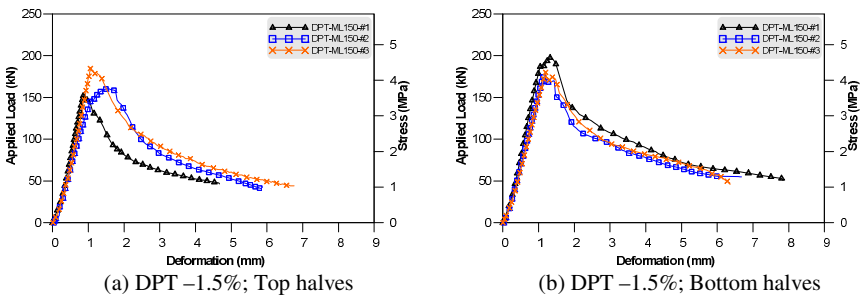 250
200
150
100
50
0
Applied Load (kN)
DPT-ML150-#1
DPT-ML150-#2
DPT-ML150-#3
5
4
3
2
1
0
Stress (MPa)
0 1 2 3 4 5 6 7 8 9
Deformation (mm)
(a) DPT –1.5%; Top halves
250
200
150
100
50
0
Applied Load (kN)
DPT-ML150-#1
DPT-ML150-#2
DPT-ML150-#3
5
4
3
2
1
0
Stress (MPa)
0 1 2 3 4 5 6 7 8 9
Deformation (mm)
(b) DPT –1.5%; Bottom halves